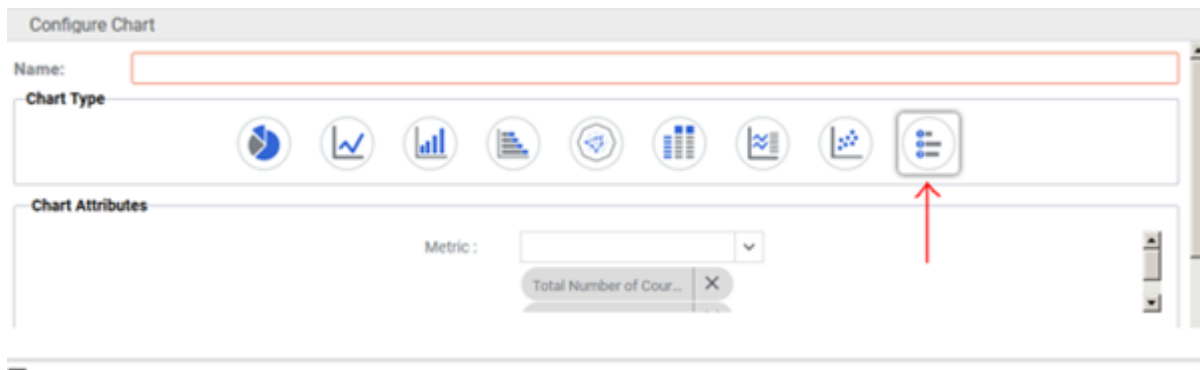 Configure Chart
Name:
Chart Type
Chart Attributes
Metric :
Total Number of Cour...